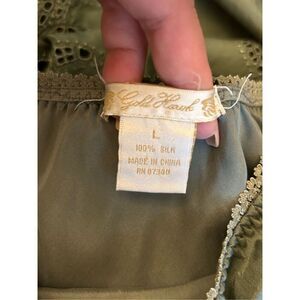 Gold Hawk
L
100% SILK
MADE IN CHINA
RN 07340